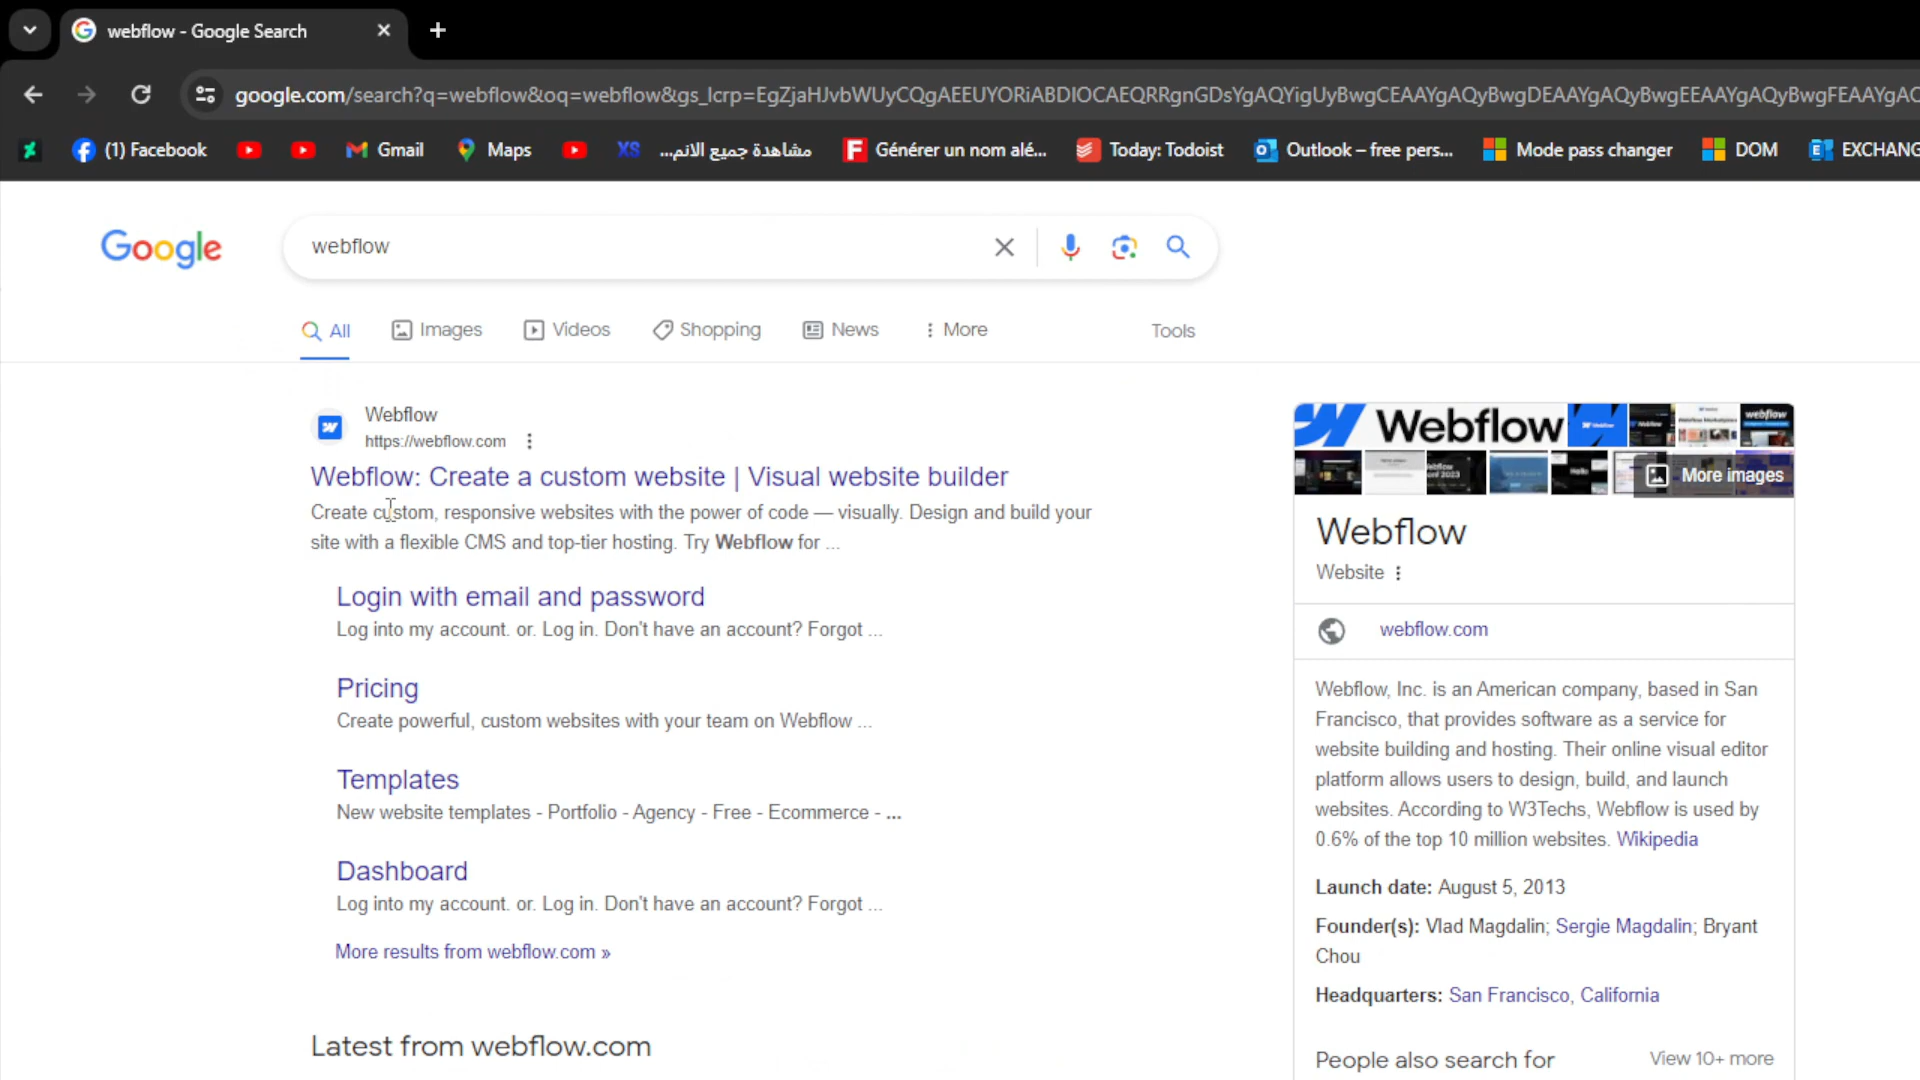 webflow - Google Search
google.com/search?q=webflow&oq=webflow&gs_lcrp=EgZjaHJvbWUyCQgAEEUYORiABDIOCAEQRRgnGDsYgAQYigUyBwgCEAAYgAQyBwgDEAAYgAQyBwgEEAAYgAQyBwgFEAAYgAC
(1) Facebook
Gmail
Maps
XS
مشاهدة جميع الانم...
Générer un nom alé...
Today: Todoist
Outlook – free pers...
Mode pass changer
DOM
EXCHANG
Google
webflow
All
Images
Videos
Shopping
News
More
Tools
Webflow
https://webflow.com
Webflow: Create a custom website | Visual website builder
Create custom, responsive websites with the power of code — visually. Design and build your
site with a flexible CMS and top-tier hosting. Try Webflow for ...
Login with email and password
Log into my account. or. Log in. Don't have an account? Forgot ...
Pricing
Create powerful, custom websites with your team on Webflow ...
Templates
New website templates - Portfolio - Agency - Free - Ecommerce - ...
Dashboard
Log into my account. or. Log in. Don't have an account? Forgot ...
More results from webflow.com »
Latest from webflow.com
Webflow
webflow
More images
Webflow
Website
webflow.com
Webflow, Inc. is an American company, based in San
Francisco, that provides software as a service for
website building and hosting. Their online visual editor
platform allows users to design, build, and launch
websites. According to W3Techs, Webflow is used by
0.6% of the top 10 million websites. Wikipedia
Launch date: August 5, 2013
Founder(s): Vlad Magdalin; Sergie Magdalin; Bryant
Chou
Headquarters: San Francisco, California
People also search for
View 10+ more